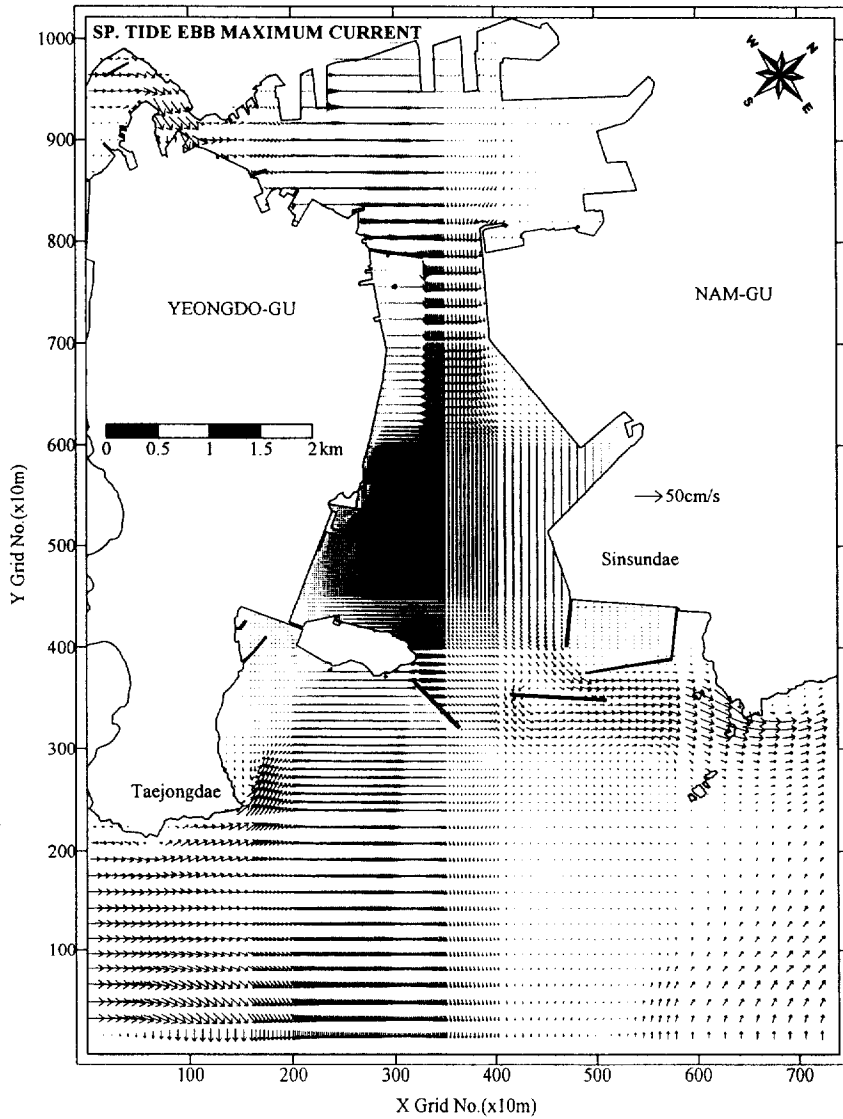 SP. TIDE EBB MAXIMUM CURRENT
W
N
S
E
1000
900
800
700
600
500
400
300
200
100
Y Grid No.(x10m)
YEONGDO-GU
NAM-GU
0 0.5 1 1.5 2 km
50cm/s
Sinsundae
Taejongdae
100 200 300 400 500 600 700
X Grid No.(x10m)